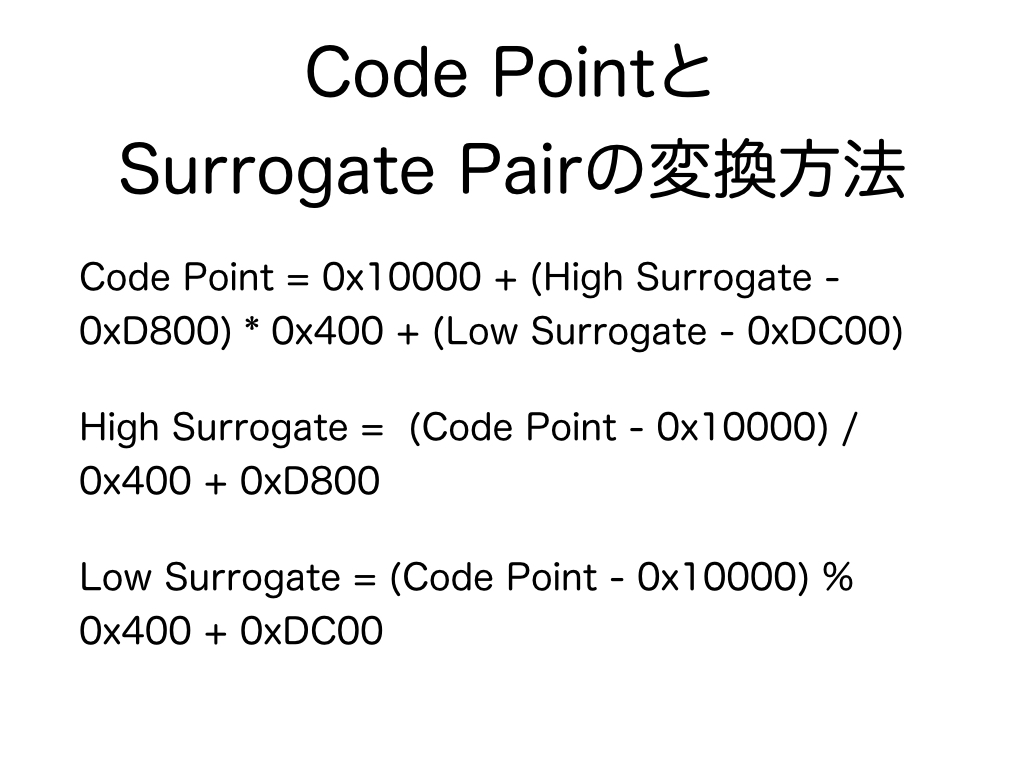 Code Pointと
Surrogate Pairの変換方法
Code Point = 0x10000 + (High Surrogate -
0xD800) * 0x400 + (Low Surrogate - 0xDC00)
High Surrogate =  (Code Point - 0x10000) /
0x400 + 0xD800
Low Surrogate = (Code Point - 0x10000) %
0x400 + 0xDC00